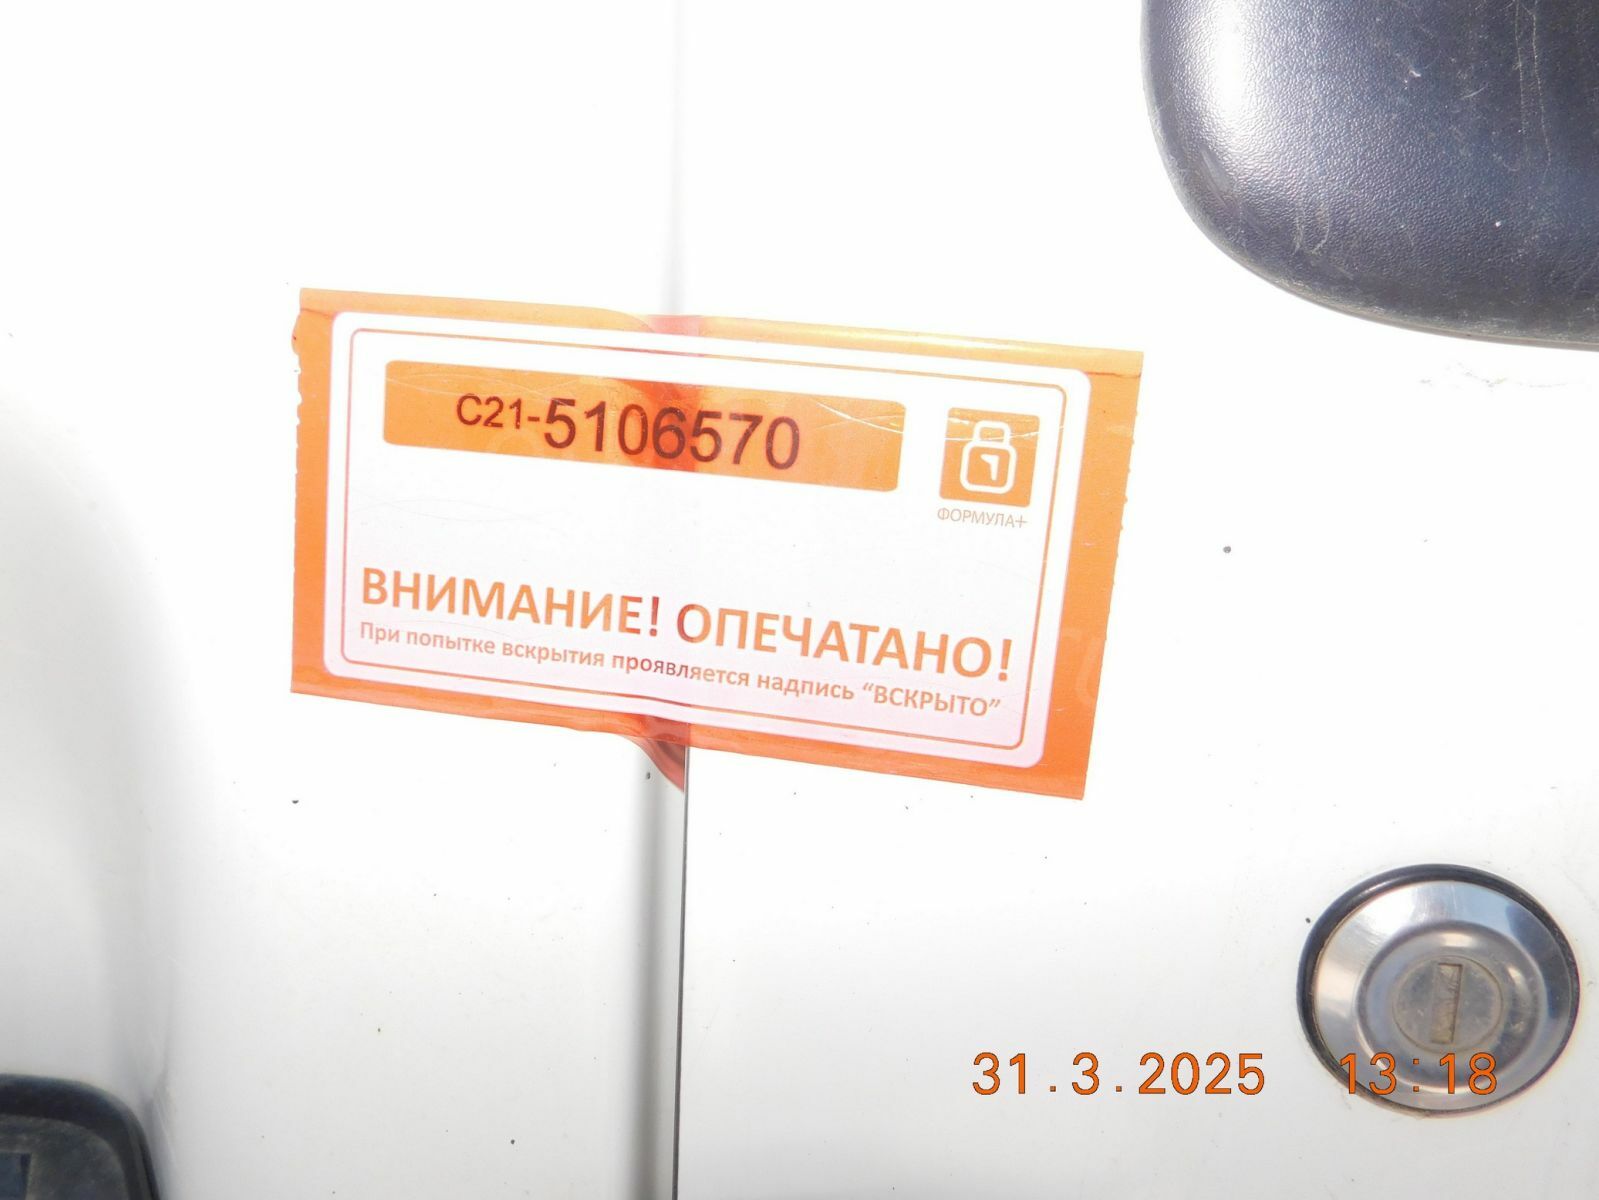 С21-5106570
ФОРМУЛА+
ВНИМАНИЕ! ОПЕЧАТАНО!
При попытке вскрытия проявляется надпись “ВСКРЫТО”
31.3.2025 13:18